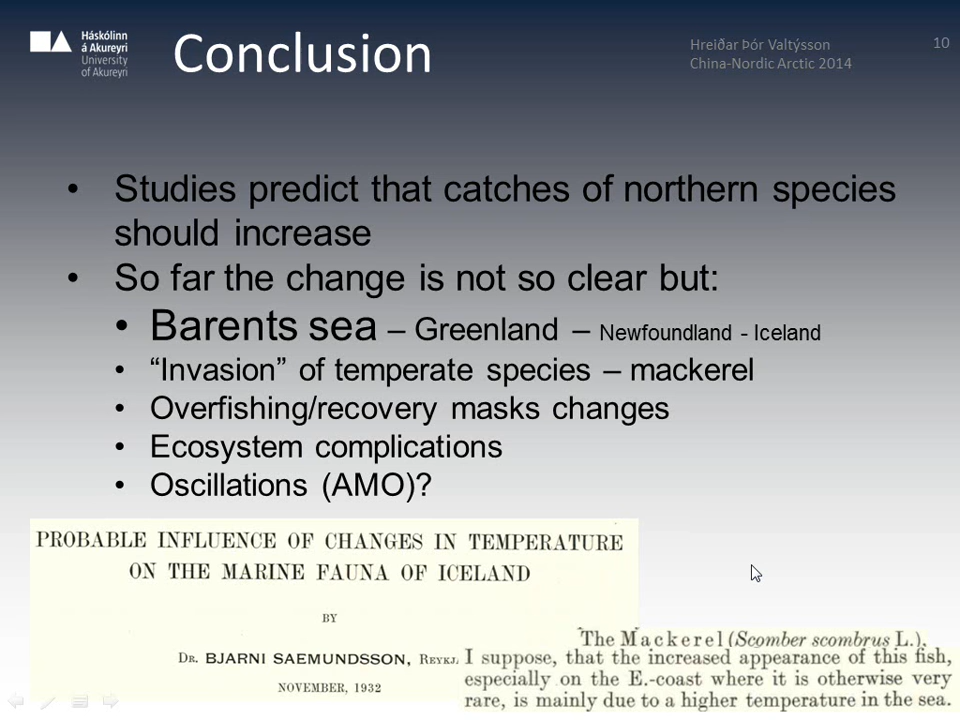 Háskólinn
á Akureyri
University
of Akureyri
Conclusion
Hreiðar Þór Valtýsson
China-Nordic Arctic 2014
10
• Studies predict that catches of northern species
should increase
• So far the change is not so clear but:
• Barents sea – Greenland – Newfoundland - Iceland
• “Invasion” of temperate species – mackerel
• Overfishing/recovery masks changes
• Ecosystem complications
• Oscillations (AMO)?
PROBABLE INFLUENCE OF CHANGES IN TEMPERATURE
ON THE MARINE FAUNA OF ICELAND
BY
DR. BJARNI SAEMUNDSSON, REYKJ.
NOVEMBER, 1932
The Mackerel (Scomber scombrus L.).
I suppose, that the increased appearance of this fish,
especially on the E.-coast where it is otherwise very
rare, is mainly due to a higher temperature in the sea.